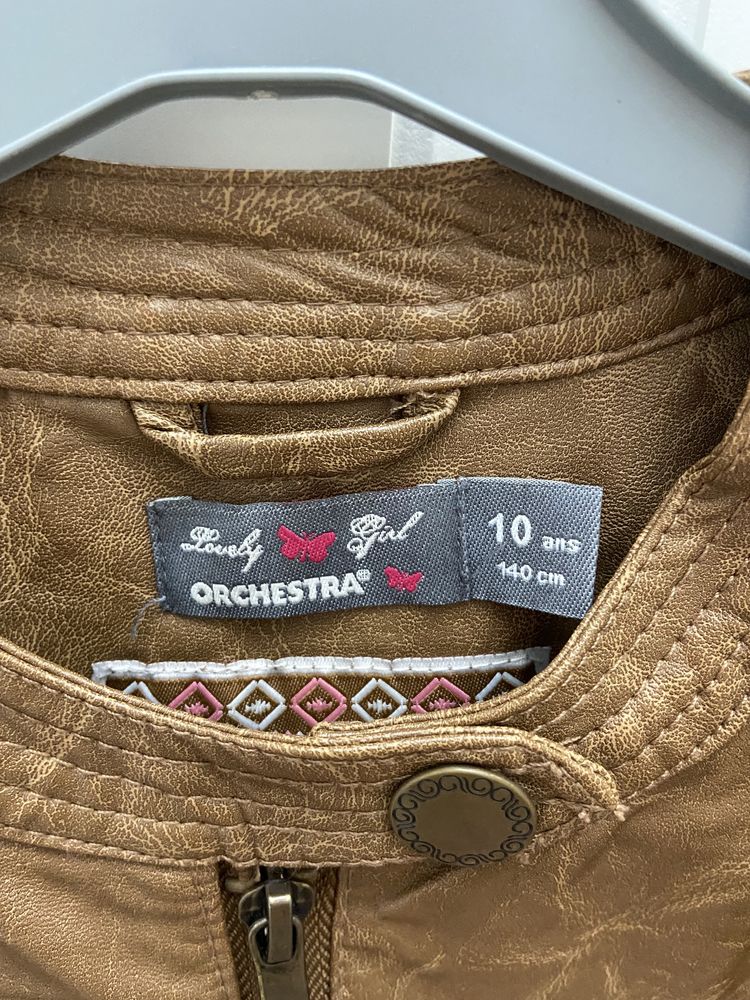 Lovely Girl
ORCHESTRA®
10 ans
140 cm